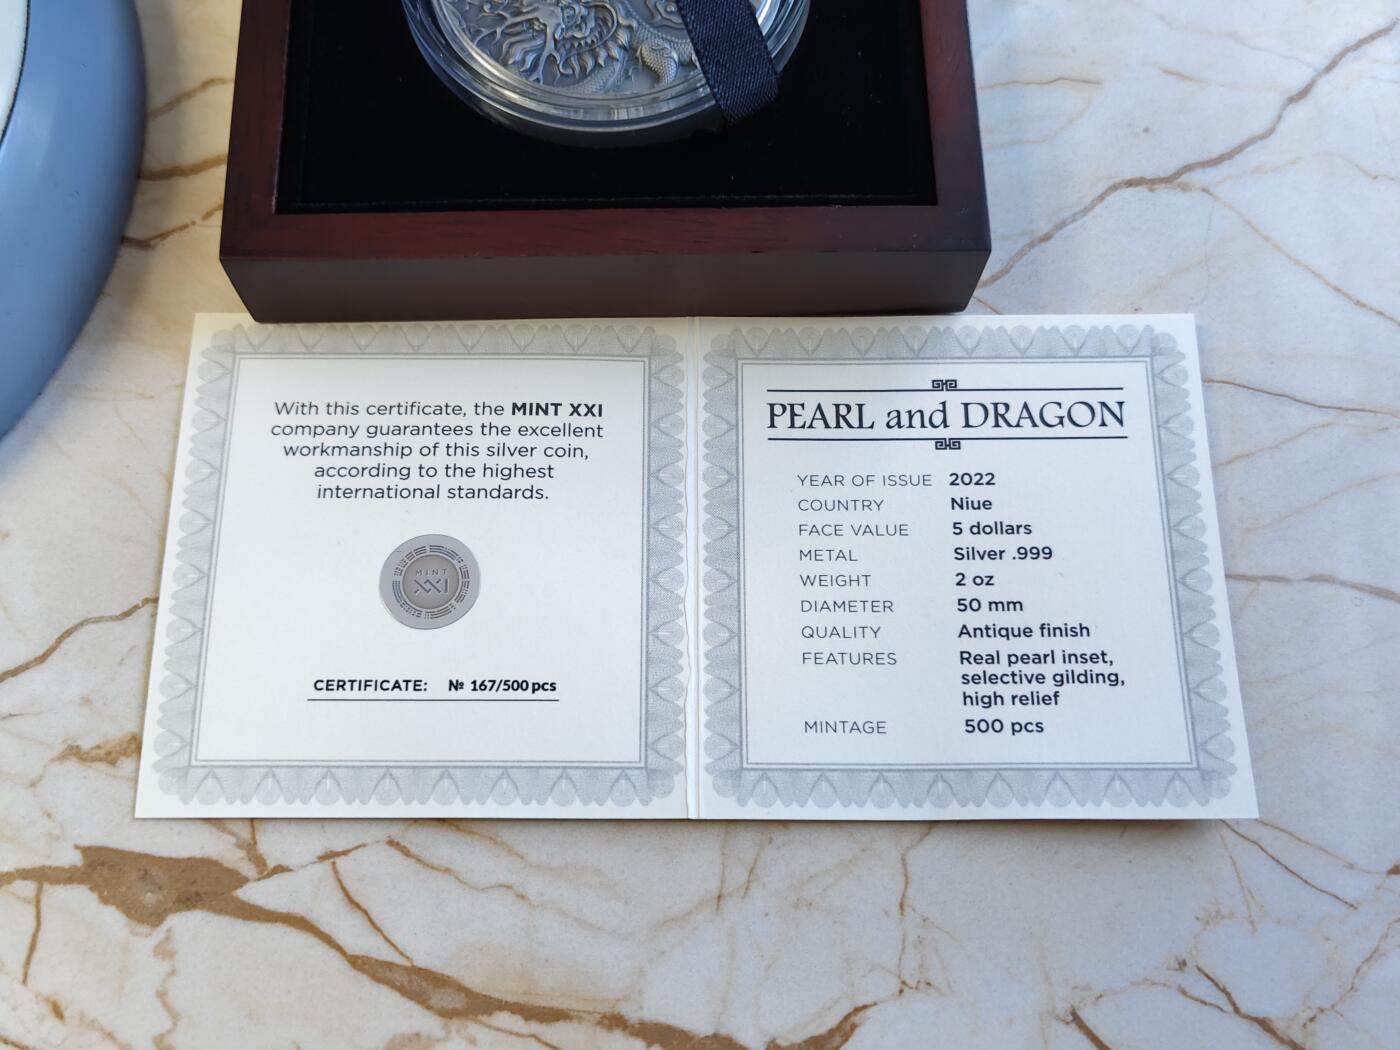 With this certificate, the MINT XXI
company guarantees the excellent
workmanship of this silver coin,
according to the highest
international standards.
MINT
XXI
CERTIFICATE: № 167/500 pcs
PEARL and DRAGON
YEAR OF ISSUE 2022
COUNTRY Niue
FACE VALUE 5 dollars
METAL Silver .999
WEIGHT 2 oz
DIAMETER 50 mm
QUALITY Antique finish
FEATURES Real pearl inset,
selective gilding,
high relief
MINTAGE 500 pcs